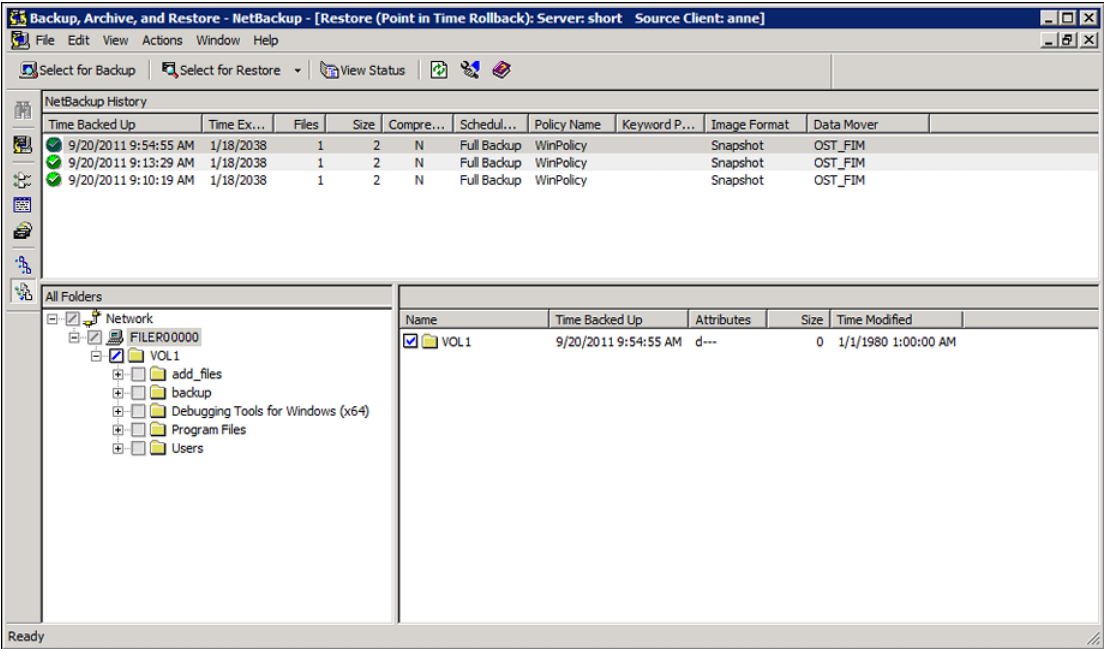 Backup, Archive, and Restore - NetBackup - [Restore (Point in Time Rollback): Server: short Source Client: anne]
File Edit View Actions Window Help
Select for Backup Select for Restore View Status
NetBackup History
Time Backed Up Time Ex... Files Size Compre... Schedul... Policy Name Keyword P... Image Format Data Mover
9/20/2011 9:54:55 AM 1/18/2038 1 2 N Full Backup WinPolicy Snapshot OST_FIM
9/20/2011 9:13:29 AM 1/18/2038 1 2 N Full Backup WinPolicy Snapshot OST_FIM
9/20/2011 9:10:19 AM 1/18/2038 1 2 N Full Backup WinPolicy Snapshot OST_FIM
All Folders
Network
FILER00000
VOL1
add_files
backup
Debugging Tools for Windows (x64)
Program Files
Users
Name Time Backed Up Attributes Size Time Modified
VOL1 9/20/2011 9:54:55 AM d--- 0 1/1/1980 1:00:00 AM
Ready